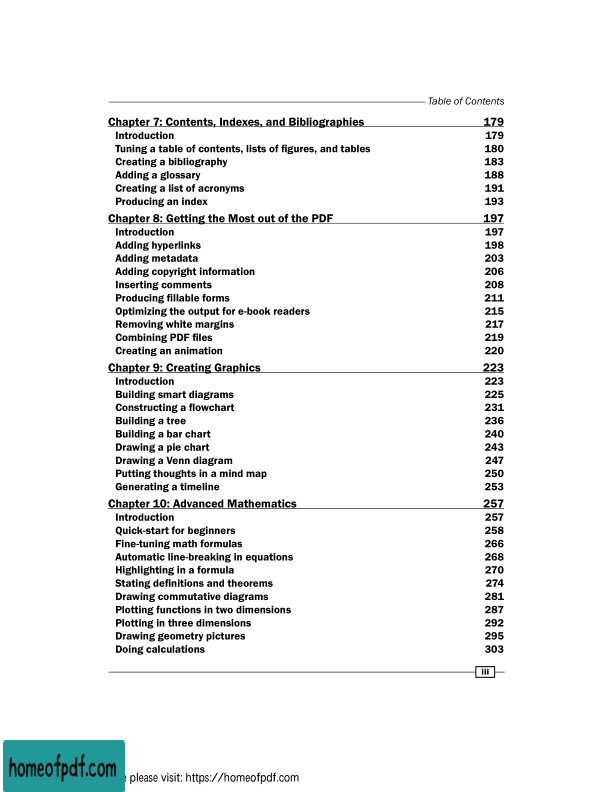 Table of Contents
Chapter 7: Contents, Indexes, and Bibliographies 179
Introduction 179
Tuning a table of contents, lists of figures, and tables 180
Creating a bibliography 183
Adding a glossary 188
Creating a list of acronyms 191
Producing an index 193
Chapter 8: Getting the Most out of the PDF 197
Introduction 197
Adding hyperlinks 198
Adding metadata 203
Adding copyright information 206
Inserting comments 208
Producing fillable forms 211
Optimizing the output for e-book readers 215
Removing white margins 217
Combining PDF files 219
Creating an animation 220
Chapter 9: Creating Graphics 223
Introduction 223
Building smart diagrams 225
Constructing a flowchart 231
Building a tree 236
Building a bar chart 240
Drawing a pie chart 243
Drawing a Venn diagram 247
Putting thoughts in a mind map 250
Generating a timeline 253
Chapter 10: Advanced Mathematics 257
Introduction 257
Quick-start for beginners 258
Fine-tuning math formulas 266
Automatic line-breaking in equations 268
Highlighting in a formula 270
Stating definitions and theorems 274
Drawing commutative diagrams 281
Plotting functions in two dimensions 287
Plotting in three dimensions 292
Drawing geometry pictures 295
Doing calculations 303
iii
homeofpdf.com
please visit: https://homeofpdf.com